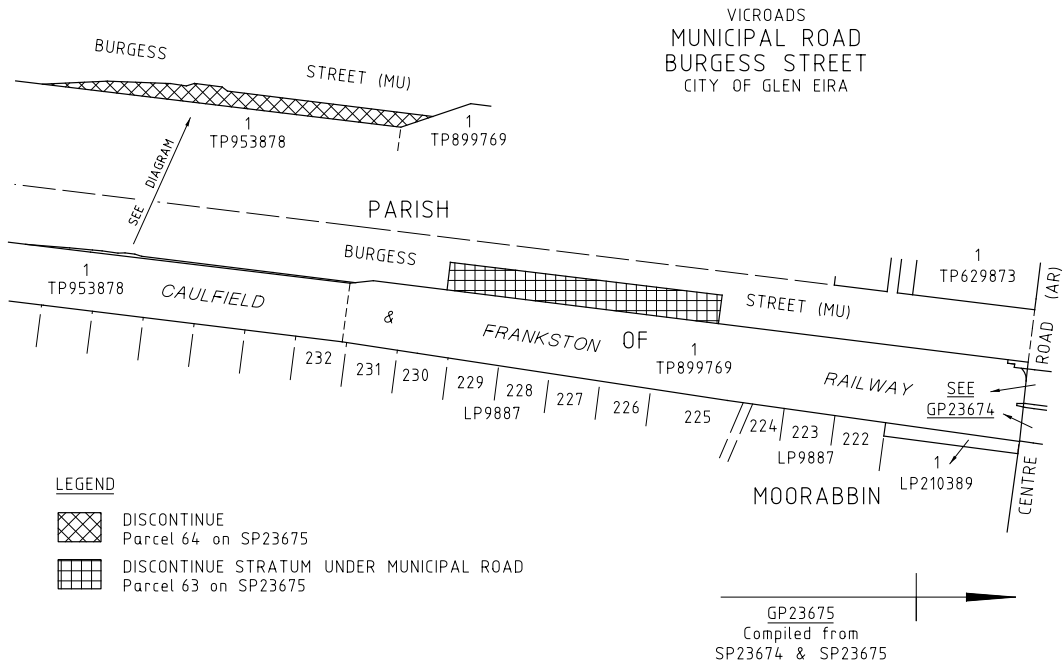 VICROADS
MUNICIPAL ROAD
BURGESS STREET
CITY OF GLEN EIRA
BURGESS
STREET (MU)
1
TP953878
1
TP899769
SEE DIAGRAM
PARISH
BURGESS
STREET (MU)
1
TP629873
ROAD (AR)
1
TP953878
CAULFIELD
&
FRANKSTON
OF
1
TP899769
RAILWAY
SEE
GP23674
232
231
230
229
228
227
226
225
224
223
222
LP9887
LP9887
1
LP210389
MOORABBIN
CENTRE
LEGEND
DISCONTINUE
Parcel 64 on SP23675
DISCONTINUE STRATUM UNDER MUNICIPAL ROAD
Parcel 63 on SP23675
GP23675
Compiled from
SP23674 & SP23675